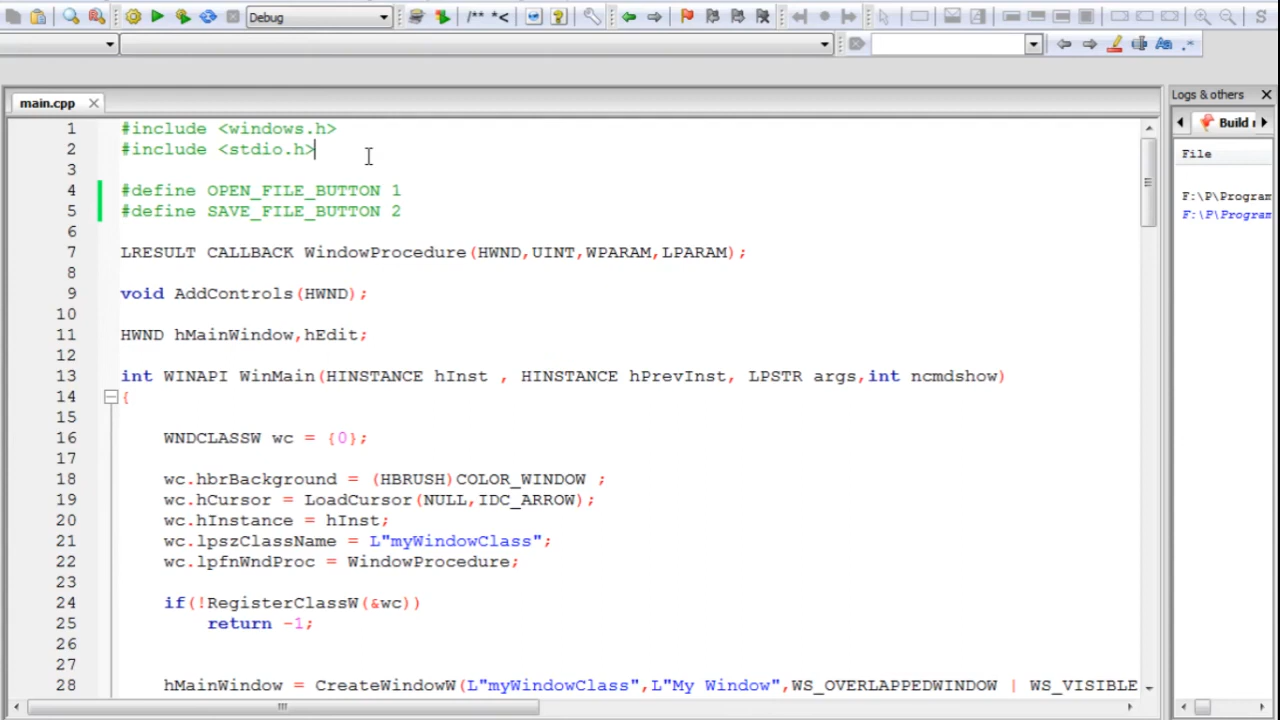 Debug
/** *<
S
Aa .*
main.cpp
Logs & others
Build
File
F:\P\Program
F:\P\Program
1 #include <windows.h>
2 #include <stdio.h>
3
4 #define OPEN_FILE_BUTTON 1
5 #define SAVE_FILE_BUTTON 2
6
7 LRESULT CALLBACK WindowProcedure(HWND,UINT,WPARAM,LPARAM);
8
9 void AddControls(HWND);
10
11 HWND hMainWindow,hEdit;
12
13 int WINAPI WinMain(HINSTANCE hInst , HINSTANCE hPrevInst, LPSTR args,int ncmdshow)
14 {
15
16 WNDCLASSW wc = {0};
17
18 wc.hbrBackground = (HBRUSH)COLOR_WINDOW ;
19 wc.hCursor = LoadCursor(NULL,IDC_ARROW);
20 wc.hInstance = hInst;
21 wc.lpszClassName = L"myWindowClass";
22 wc.lpfnWndProc = WindowProcedure;
23
24 if(!RegisterClassW(&wc))
25 return -1;
26
27
28 hMainWindow = CreateWindowW(L"myWindowClass",L"My Window",WS_OVERLAPPEDWINDOW | WS_VISIBLE